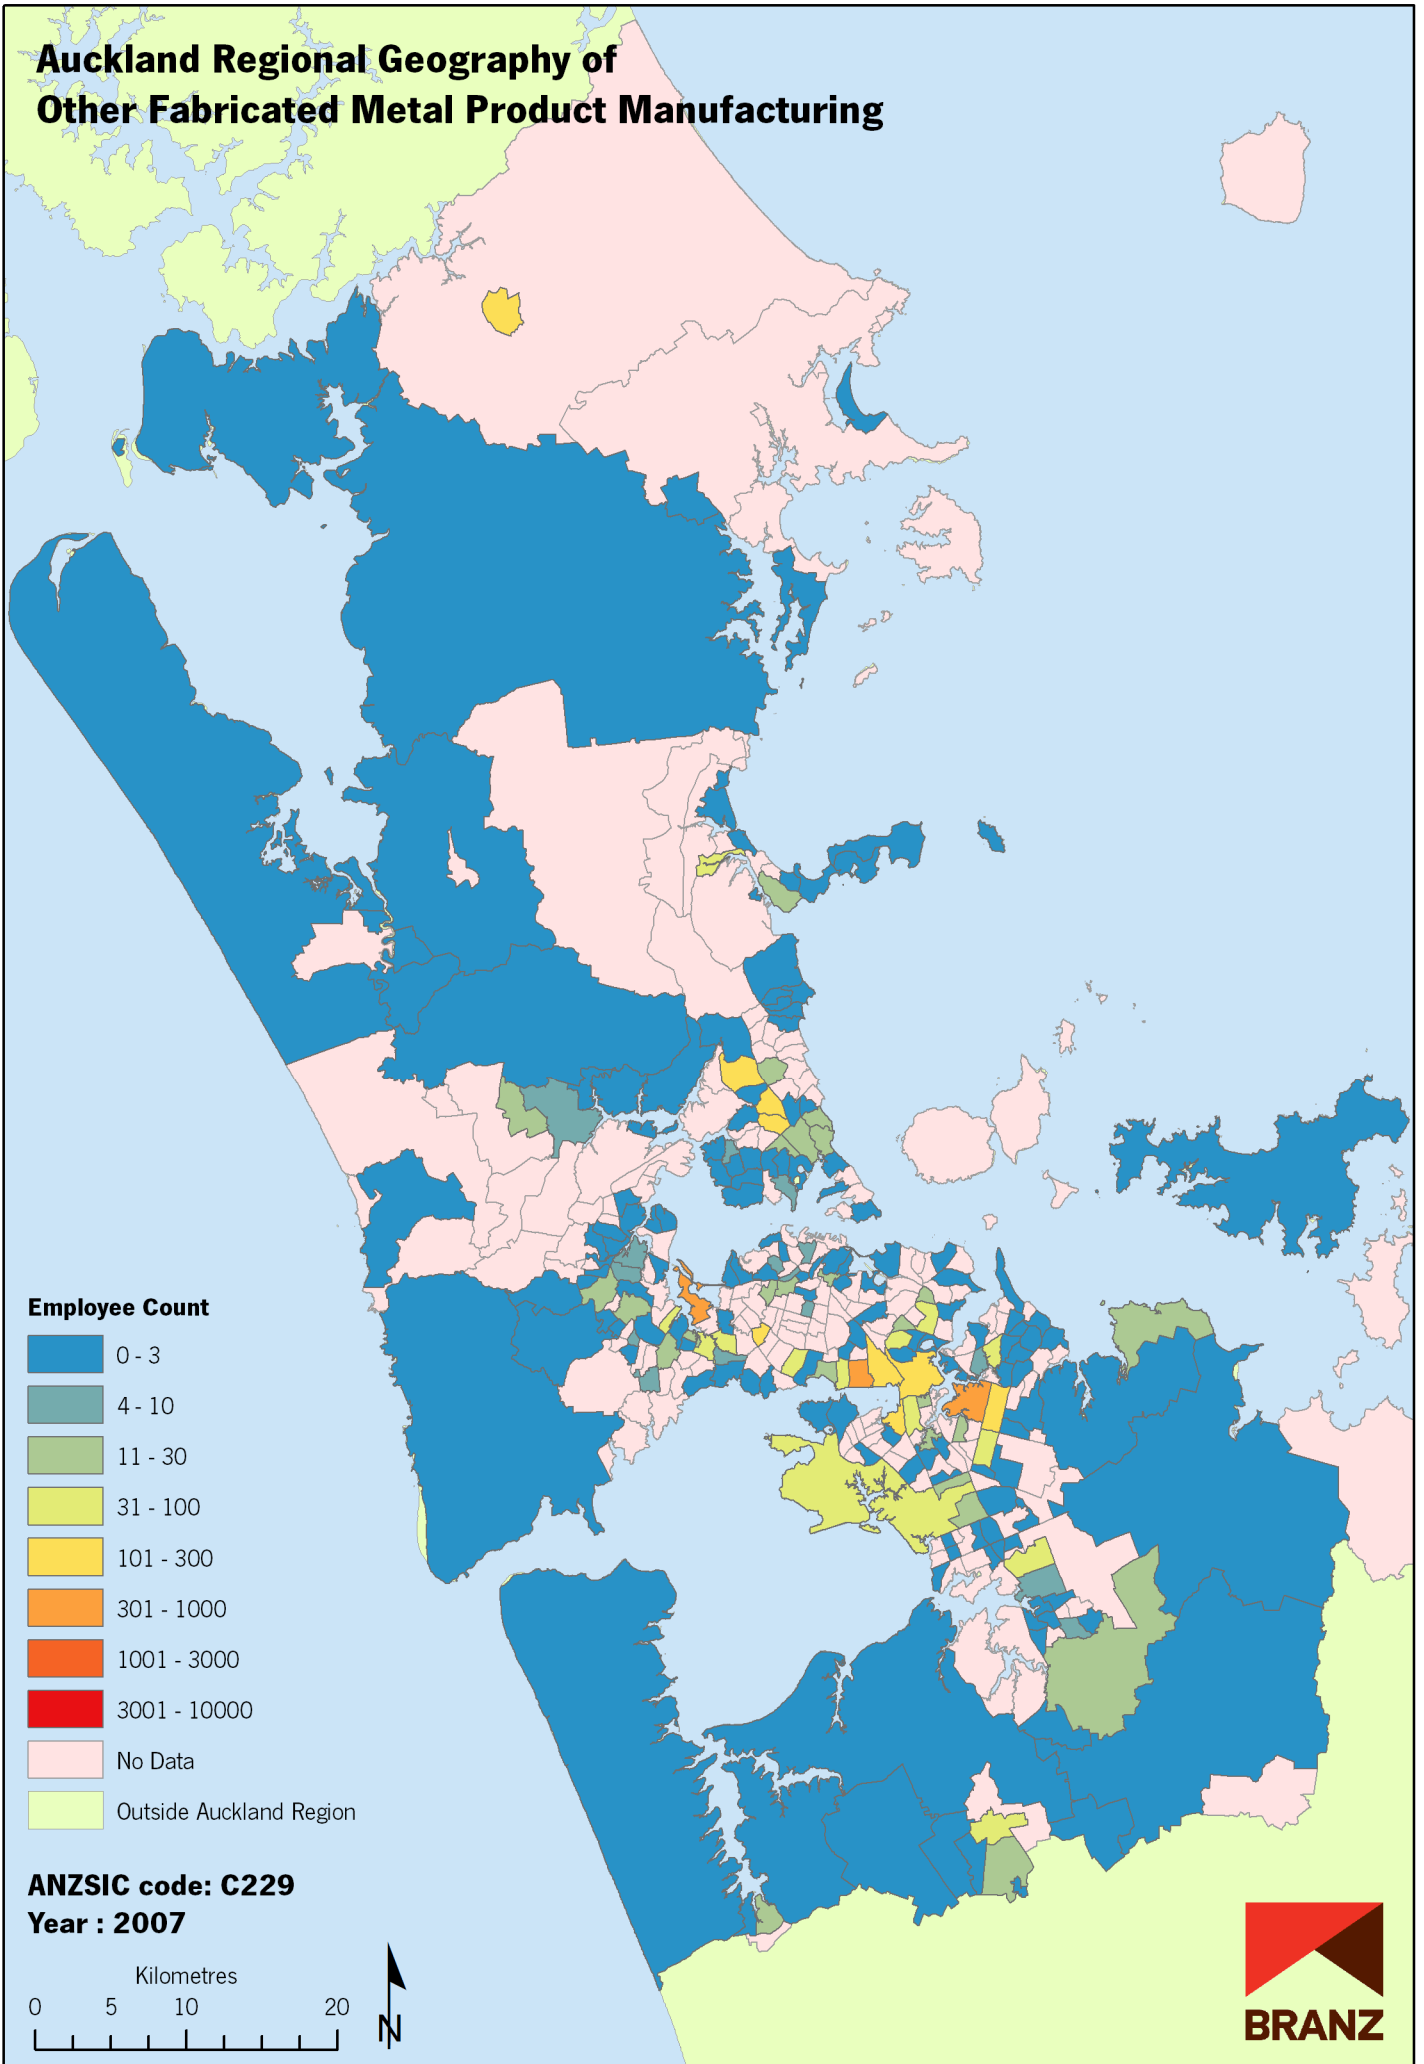 Auckland Regional Geography of
Other Fabricated Metal Product Manufacturing
Employee Count
0 - 3
4 - 10
11 - 30
31 - 100
101 - 300
301 - 1000
1001 - 3000
3001 - 10000
No Data
Outside Auckland Region
ANZSIC code: C229
Year : 2007
Kilometres
0 5 10 20
N
BRANZ